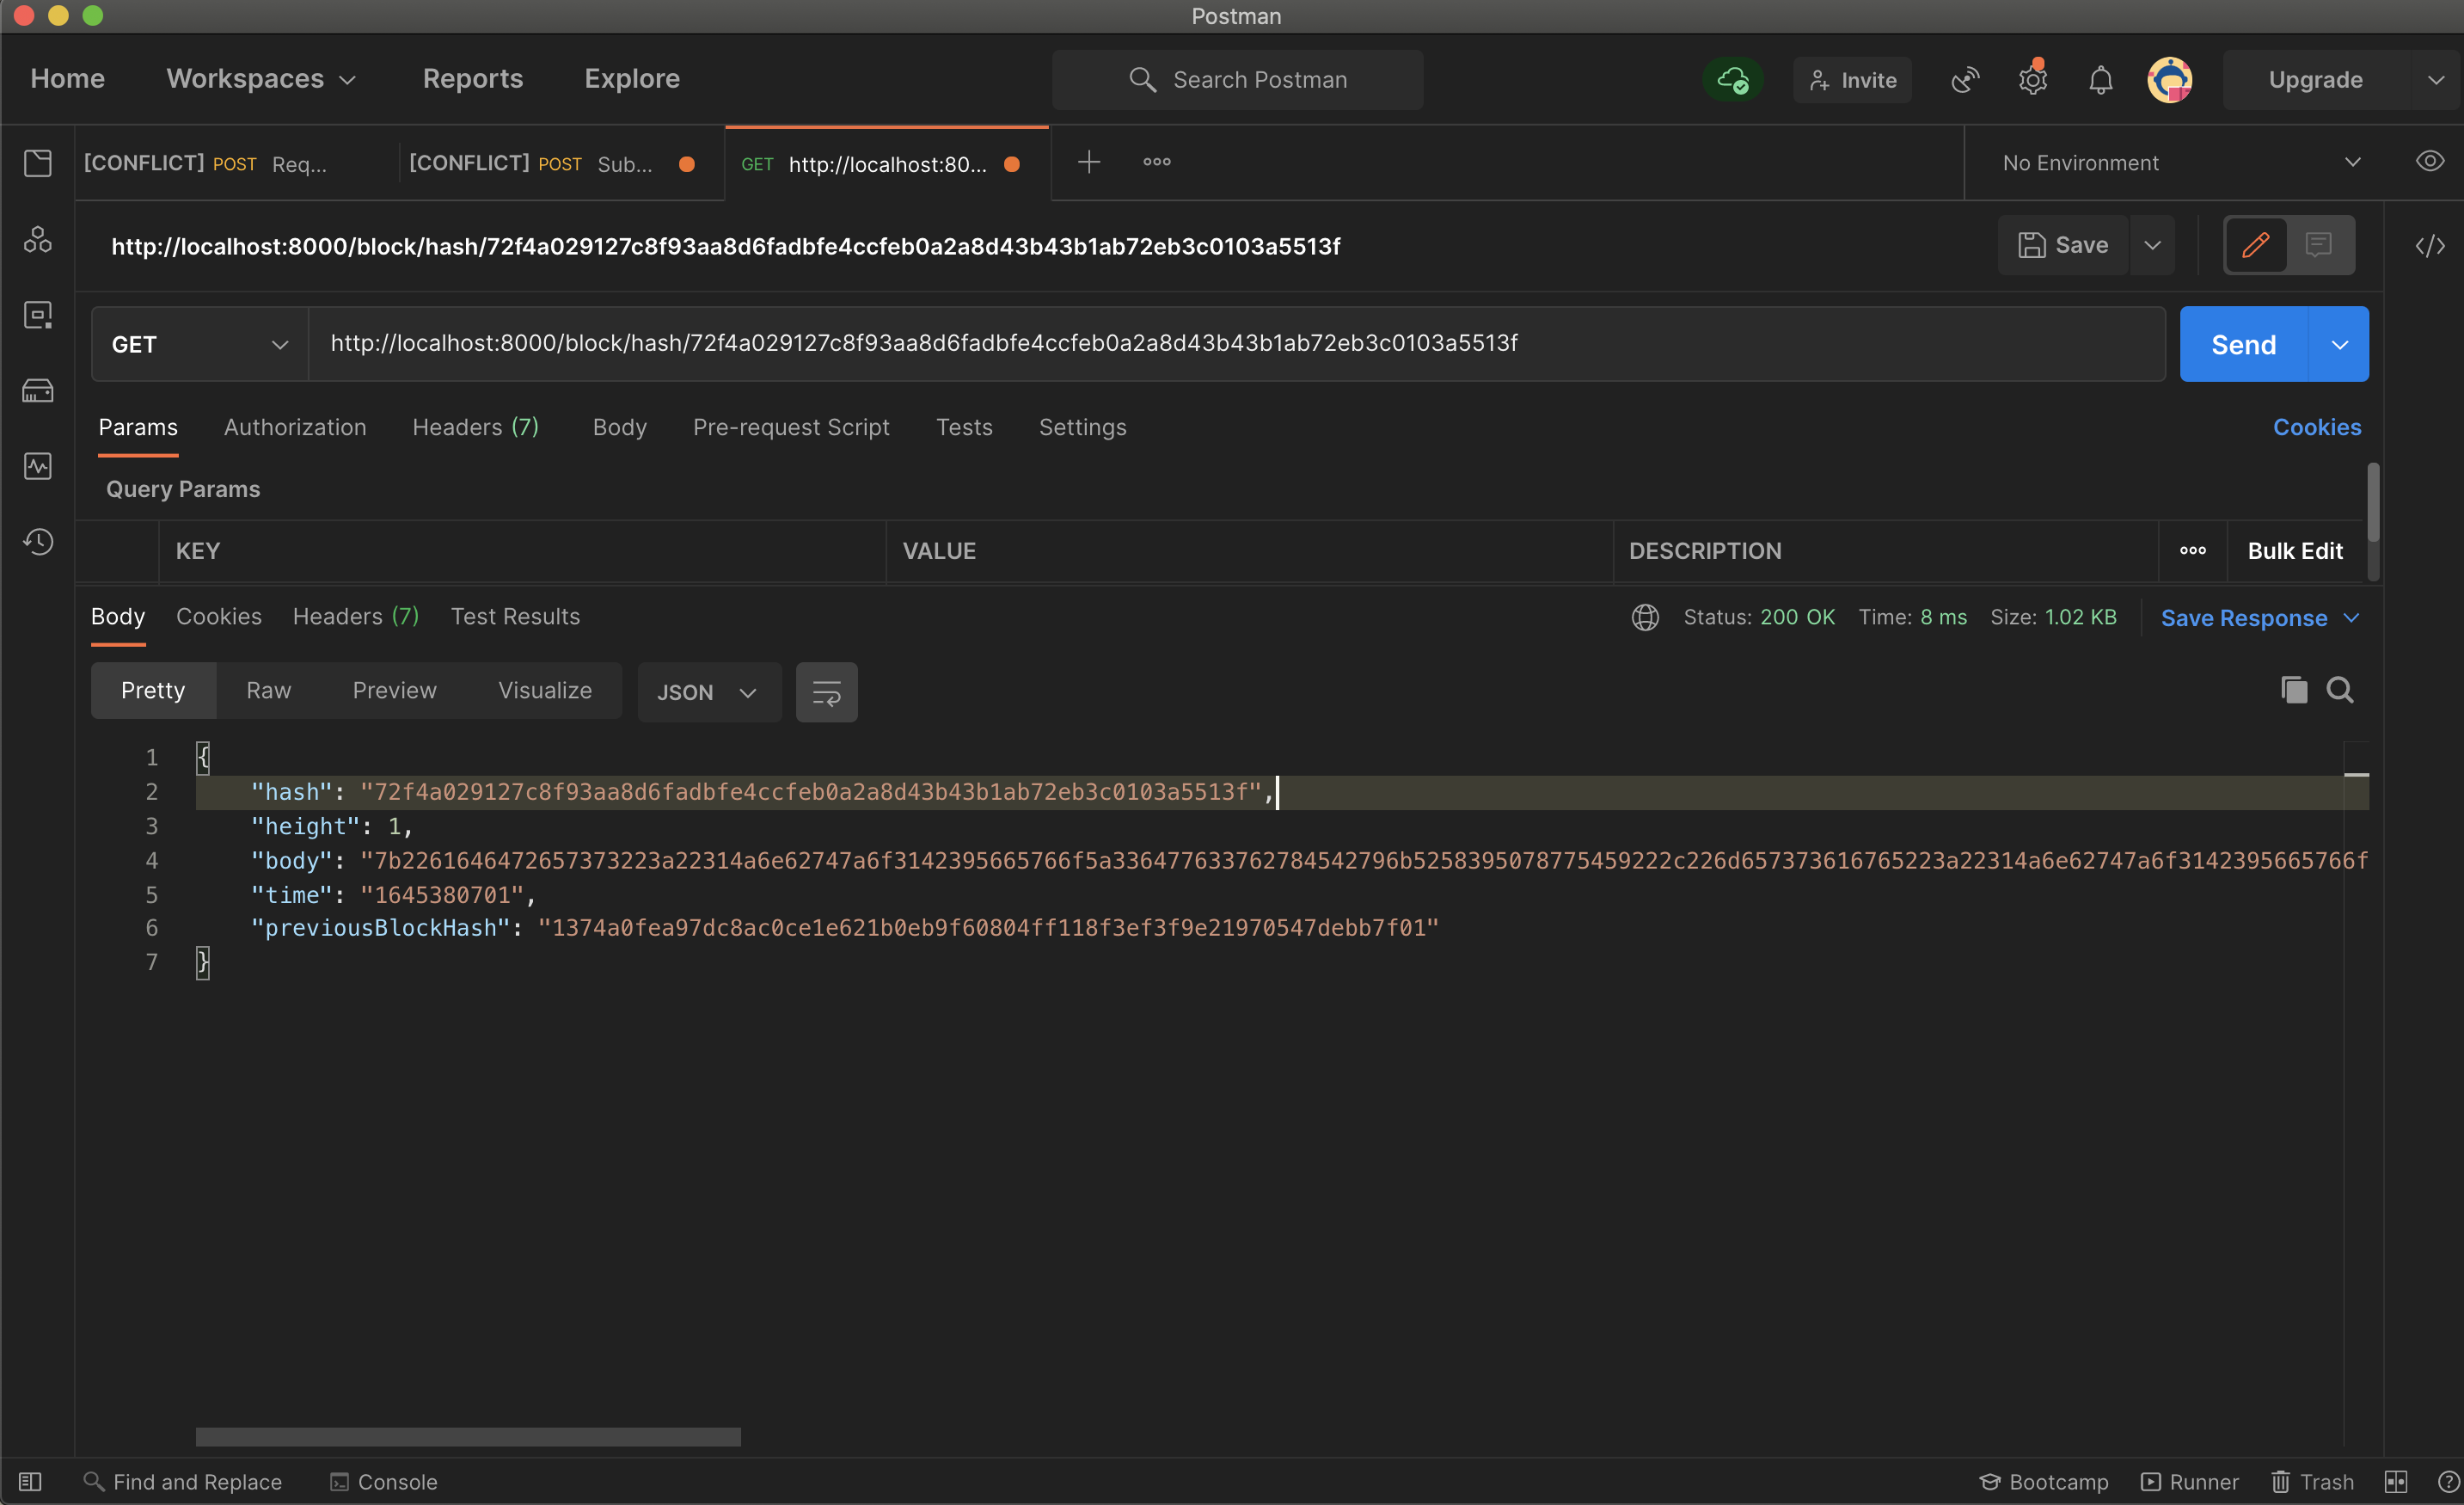 Postman
Home Workspaces Reports Explore Search Postman Invite Upgrade
[CONFLICT] POST Req... [CONFLICT] POST Sub... GET http://localhost:80... No Environment
http://localhost:8000/block/hash/72f4a029127c8f93aa8d6fadbfe4ccfeb0a2a8d43b43b1ab72eb3c0103a5513f Save
GET http://localhost:8000/block/hash/72f4a029127c8f93aa8d6fadbfe4ccfeb0a2a8d43b43b1ab72eb3c0103a5513f Send
Params Authorization Headers (7) Body Pre-request Script Tests Settings Cookies
Query Params
KEY VALUE DESCRIPTION Bulk Edit
Body Cookies Headers (7) Test Results Status: 200 OK Time: 8 ms Size: 1.02 KB Save Response
Pretty Raw Preview Visualize JSON
1 {
2 "hash": "72f4a029127c8f93aa8d6fadbfe4ccfeb0a2a8d43b43b1ab72eb3c0103a5513f",
3 "height": 1,
4 "body": "7b2261646472657373223a22314a6e62747a6f3142395665766f5a336477633762784542796b5258395078775459222c226d657373616765223a22314a6e62747a6f3142395665766f
5 "time": "1645380701",
6 "previousBlockHash": "1374a0fea97dc8ac0ce1e621b0eb9f60804ff118f3ef3f9e21970547debb7f01"
7 }
Find and Replace Console Bootcamp Runner Trash